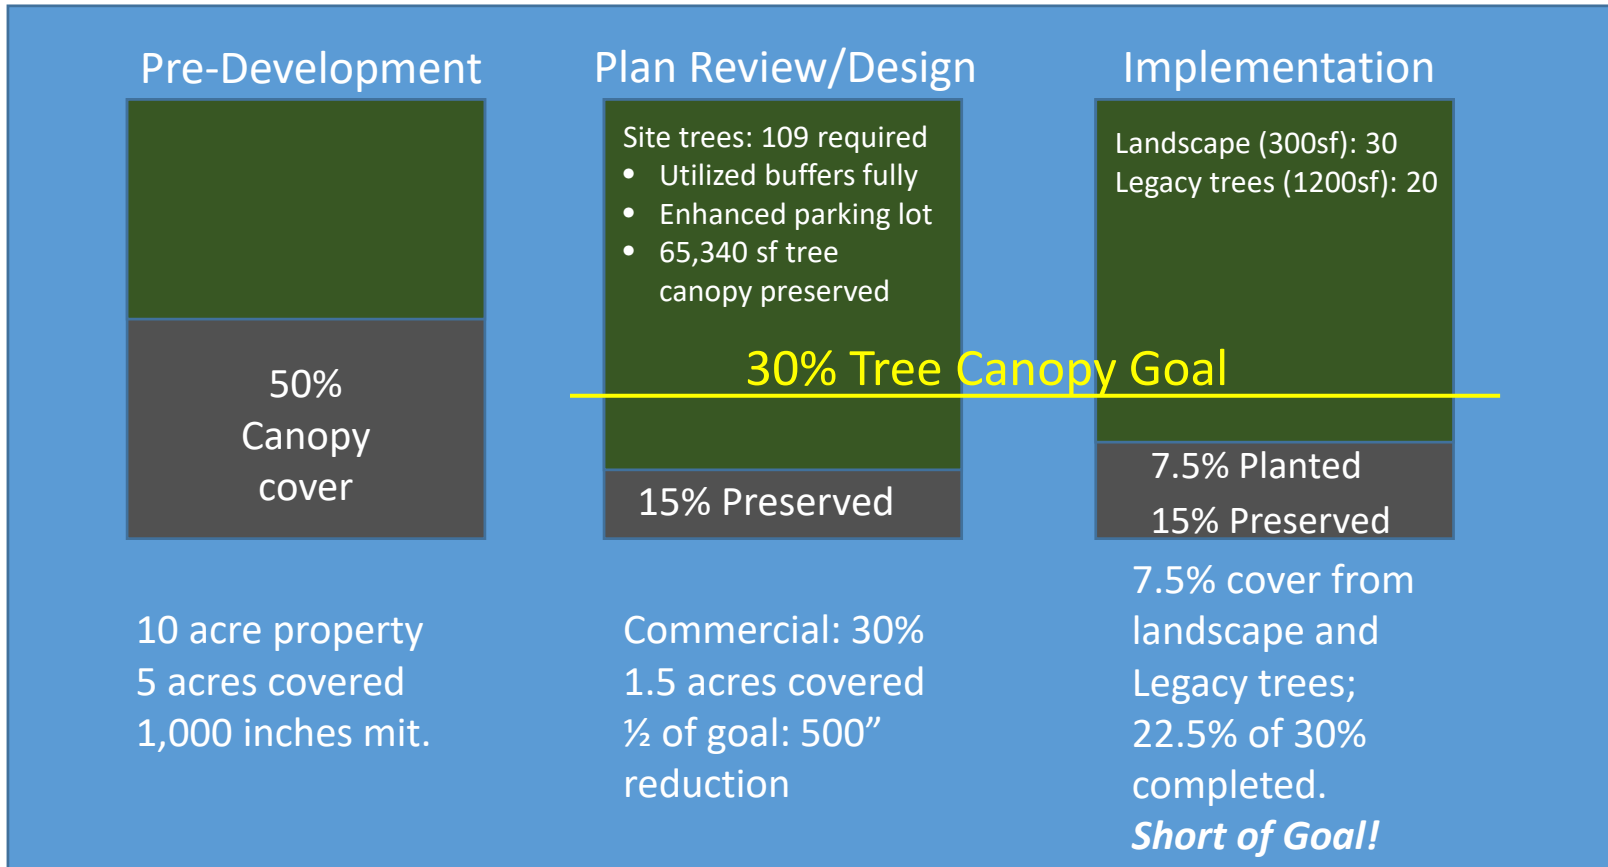 Pre-Development
50%
Canopy
cover
10 acre property
5 acres covered
1,000 inches mit.
Plan Review/Design
Site trees: 109 required
• Utilized buffers fully
• Enhanced parking lot
• 65,340 sf tree
canopy preserved
30% Tree Canopy Goal
15% Preserved
Commercial: 30%
1.5 acres covered
½ of goal: 500”
reduction
Implementation
Landscape (300sf): 30
Legacy trees (1200sf): 20
7.5% Planted
15% Preserved
7.5% cover from
landscape and
Legacy trees;
22.5% of 30%
completed.
Short of Goal!